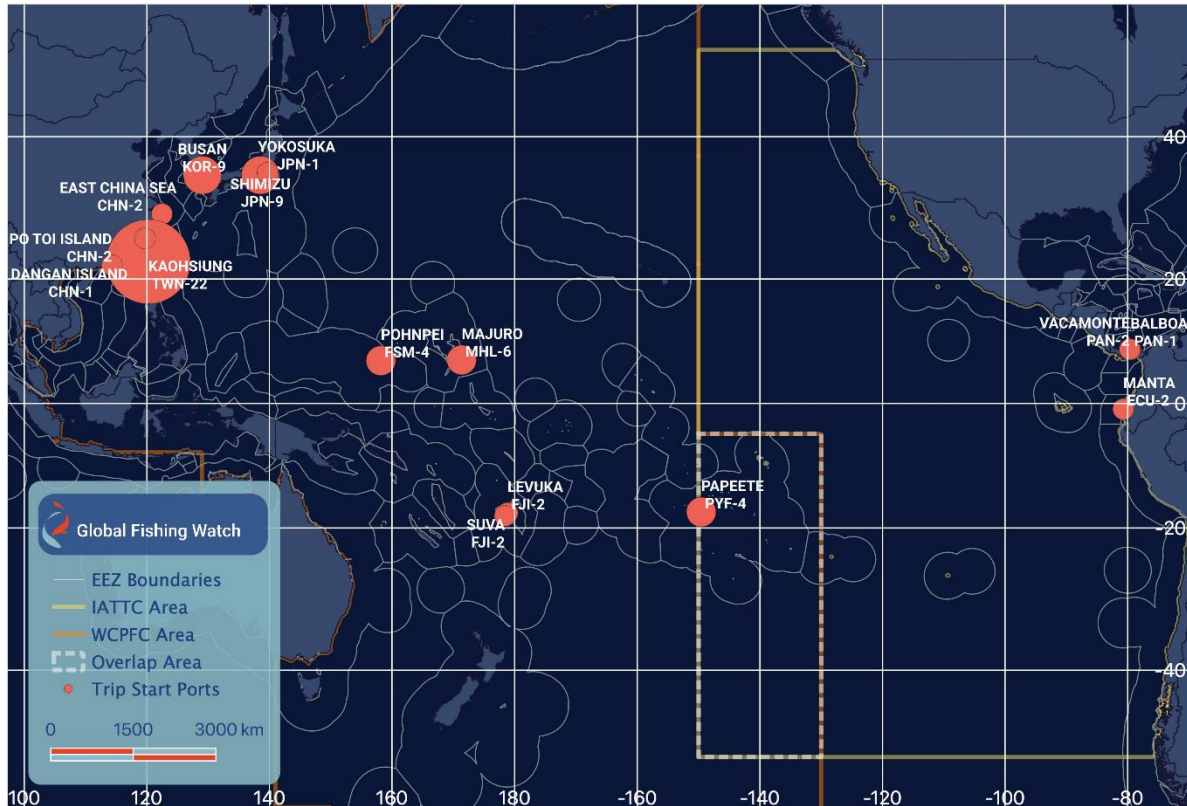 BUSAN
KOR-9
YOKOSUKA
JPN-1
SHIMIZU
JPN-9
EAST CHINA SEA
CHN-2
PO TOI ISLAND
CHN-2
DANGAN ISLAND
CHN-1
KAOHSIUNG
TWN-22
POHNPEI
FSM-4
MAJURO
MHL-6
VACAMONTE
PAN-2
BALBOA
PAN-1
MANTA
ECU-2
LEVUKA
FJI-2
SUVA
FJI-2
PAPEETE
PYF-4
40
20
0
-20
-40
Global Fishing Watch
EEZ Boundaries
IATTC Area
WCPFC Area
Overlap Area
Trip Start Ports
0 1500 3000 km
100 120 140 160 180 -160 -140 -120 -100 -80